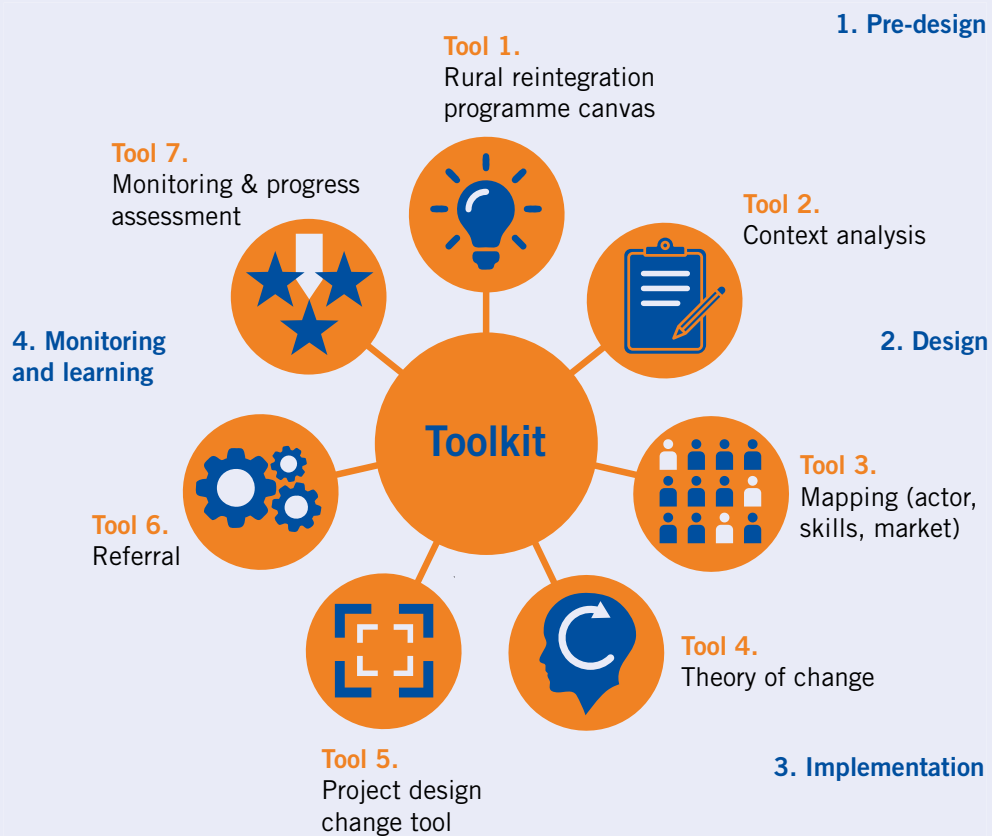 1. Pre-design
Tool 1.
Rural reintegration
programme canvas
Tool 7.
Monitoring & progress
assessment
Tool 2.
Context analysis
4. Monitoring
and learning
2. Design
Toolkit
Tool 3.
Mapping (actor,
skills, market)
Tool 6.
Referral
Tool 4.
Theory of change
Tool 5.
Project design
change tool
3. Implementation